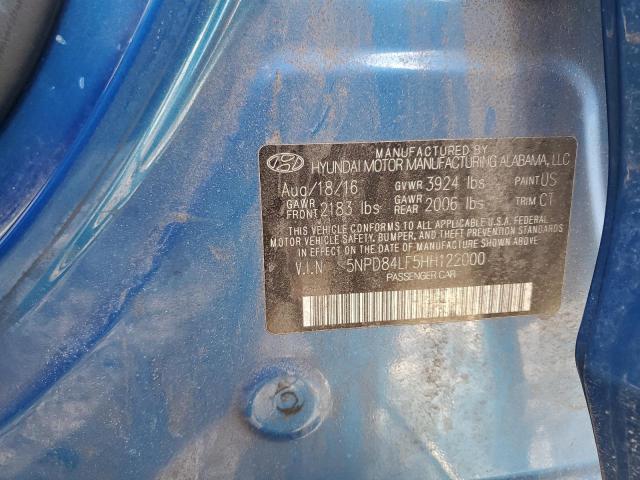 MANUFACTURED BY
HYUNDAI MOTOR MANUFACTURING ALABAMA, LLC
Aug/18/16 GVWR 3924 lbs PAINT US
GAWR FRONT 2183 lbs GAWR REAR 2006 lbs TRIM CT
THIS VEHICLE CONFORMS TO ALL APPLICABLE U.S.A. FEDERAL
MOTOR VEHICLE SAFETY, BUMPER, AND THEFT PREVENTION STANDARDS
IN EFFECT ON THE DATE OF MANUFACTURE SHOWN ABOVE.
V.I.N 5NPD84LF5HH122000
PASSENGER CAR